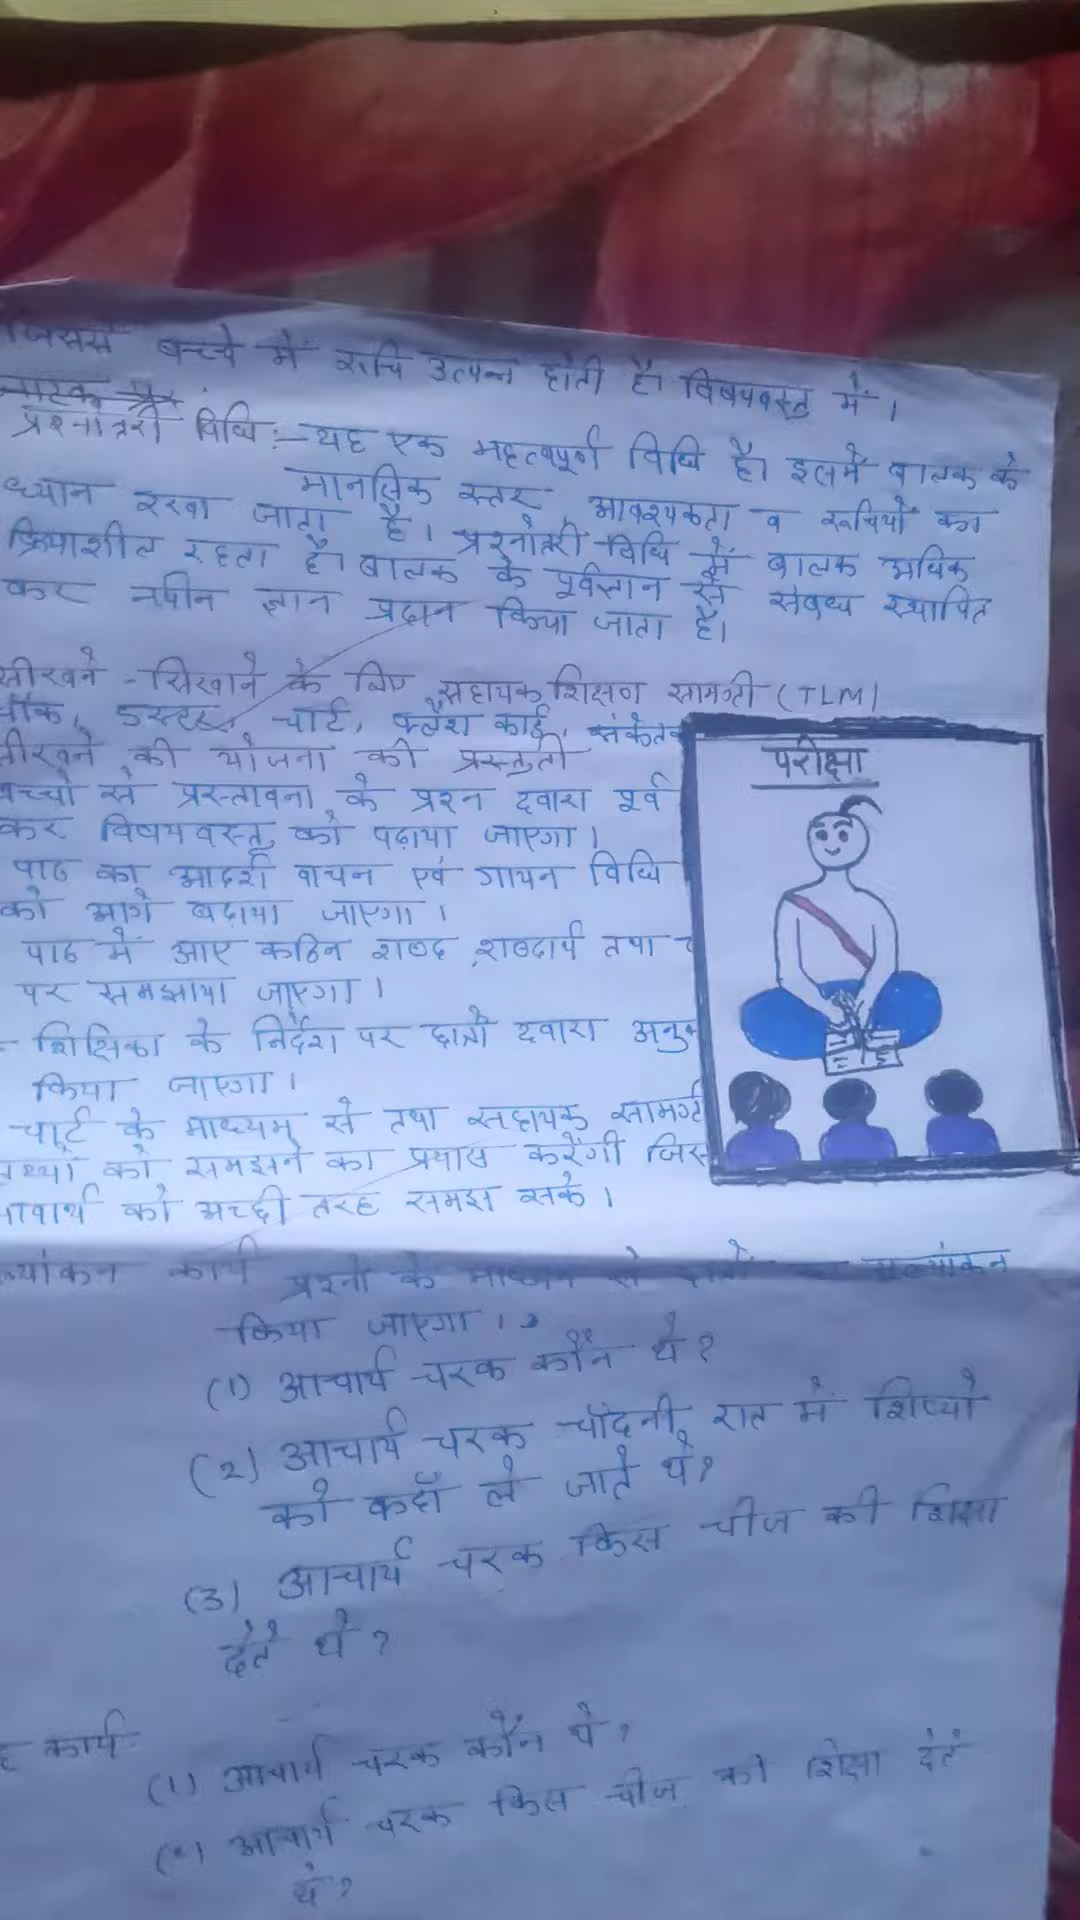 जिससे बच्चे में रूचि उत्पन्न होती है। विषयवस्तु में।
प्रश्नोत्तरी विधि :- यह एक महत्वपूर्ण विधि है। इसमें बालक के
मानसिक स्तर, आवश्यकता व रूचियों का
ध्यान रखा जाता है। प्रश्नोतरी विधि में बालक अधिक
क्रियाशील रहता है। बालक के पूर्वज्ञान से संबध्य स्थापित
कर नवीन ज्ञान प्रदान किया जाता है।
सीखने - सिखाने के लिए सहायक शिक्षण सामग्री (TLM)
चॉक, डस्टर, चार्ट, फ्लैश कार्ड, संकेतक
सीखने की योजना की प्रस्तुती
बच्चो से प्रस्तावना के प्रश्न द्वारा पूर्व
कर विषयवस्तु को पढ़ाया जाएगा।
पाठ का आदर्श वाचन एवं गायन विधि
को आगे बढ़ाया जाएगा।
पाठ में आए कठिन शब्द, शब्दार्थ तथा
पर समझाया जाएगा।
- शिक्षिका के निर्देश पर छात्रो द्वारा
किया जाएगा।
चार्ट के माध्यम से तथा सहायक सामग्री
को समझने का प्रयास करेंगी
भावार्थ को अच्छी तरह समझ सके।
परीक्षा
मूल्यांकन कार्य प्रश्नो के माध्यम से मूल्यांकन
किया जाएगा।
(1) आचार्य चरक कौन थे?
(2) आचार्य चरक चाँदनी रात में शिष्यो
को कहाँ ले जाते थे?
(3) आचार्य चरक किस चीज की शिक्षा
देते थे?
कार्य
(1) आचार्य चरक कौन थे?
(2) आचार्य चरक किस चीज की शिक्षा देते
थे?